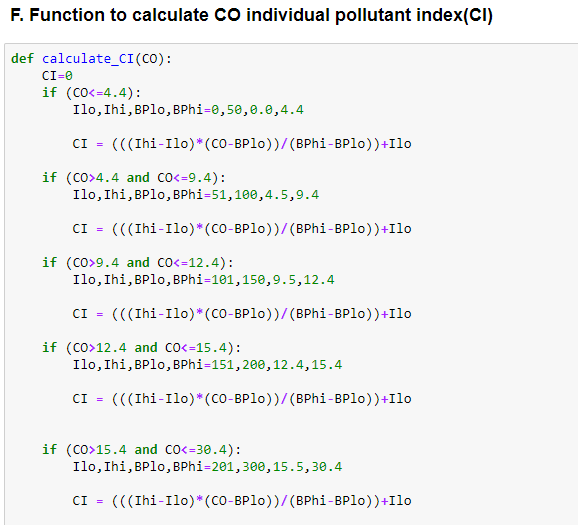 F. Function to calculate CO individual pollutant index(CI)
def calculate_CI(CO):
    CI=0
    if (CO<=4.4):
        Ilo,Ihi,BPlo,BPhi=0,50,0.0,4.4

        CI = (((Ihi-Ilo)*(CO-BPlo))/(BPhi-BPlo))+Ilo

    if (CO>4.4 and CO<=9.4):
        Ilo,Ihi,BPlo,BPhi=51,100,4.5,9.4

        CI = (((Ihi-Ilo)*(CO-BPlo))/(BPhi-BPlo))+Ilo

    if (CO>9.4 and CO<=12.4):
        Ilo,Ihi,BPlo,BPhi=101,150,9.5,12.4

        CI = (((Ihi-Ilo)*(CO-BPlo))/(BPhi-BPlo))+Ilo

    if (CO>12.4 and CO<=15.4):
        Ilo,Ihi,BPlo,BPhi=151,200,12.4,15.4

        CI = (((Ihi-Ilo)*(CO-BPlo))/(BPhi-BPlo))+Ilo


    if (CO>15.4 and CO<=30.4):
        Ilo,Ihi,BPlo,BPhi=201,300,15.5,30.4

        CI = (((Ihi-Ilo)*(CO-BPlo))/(BPhi-BPlo))+Ilo